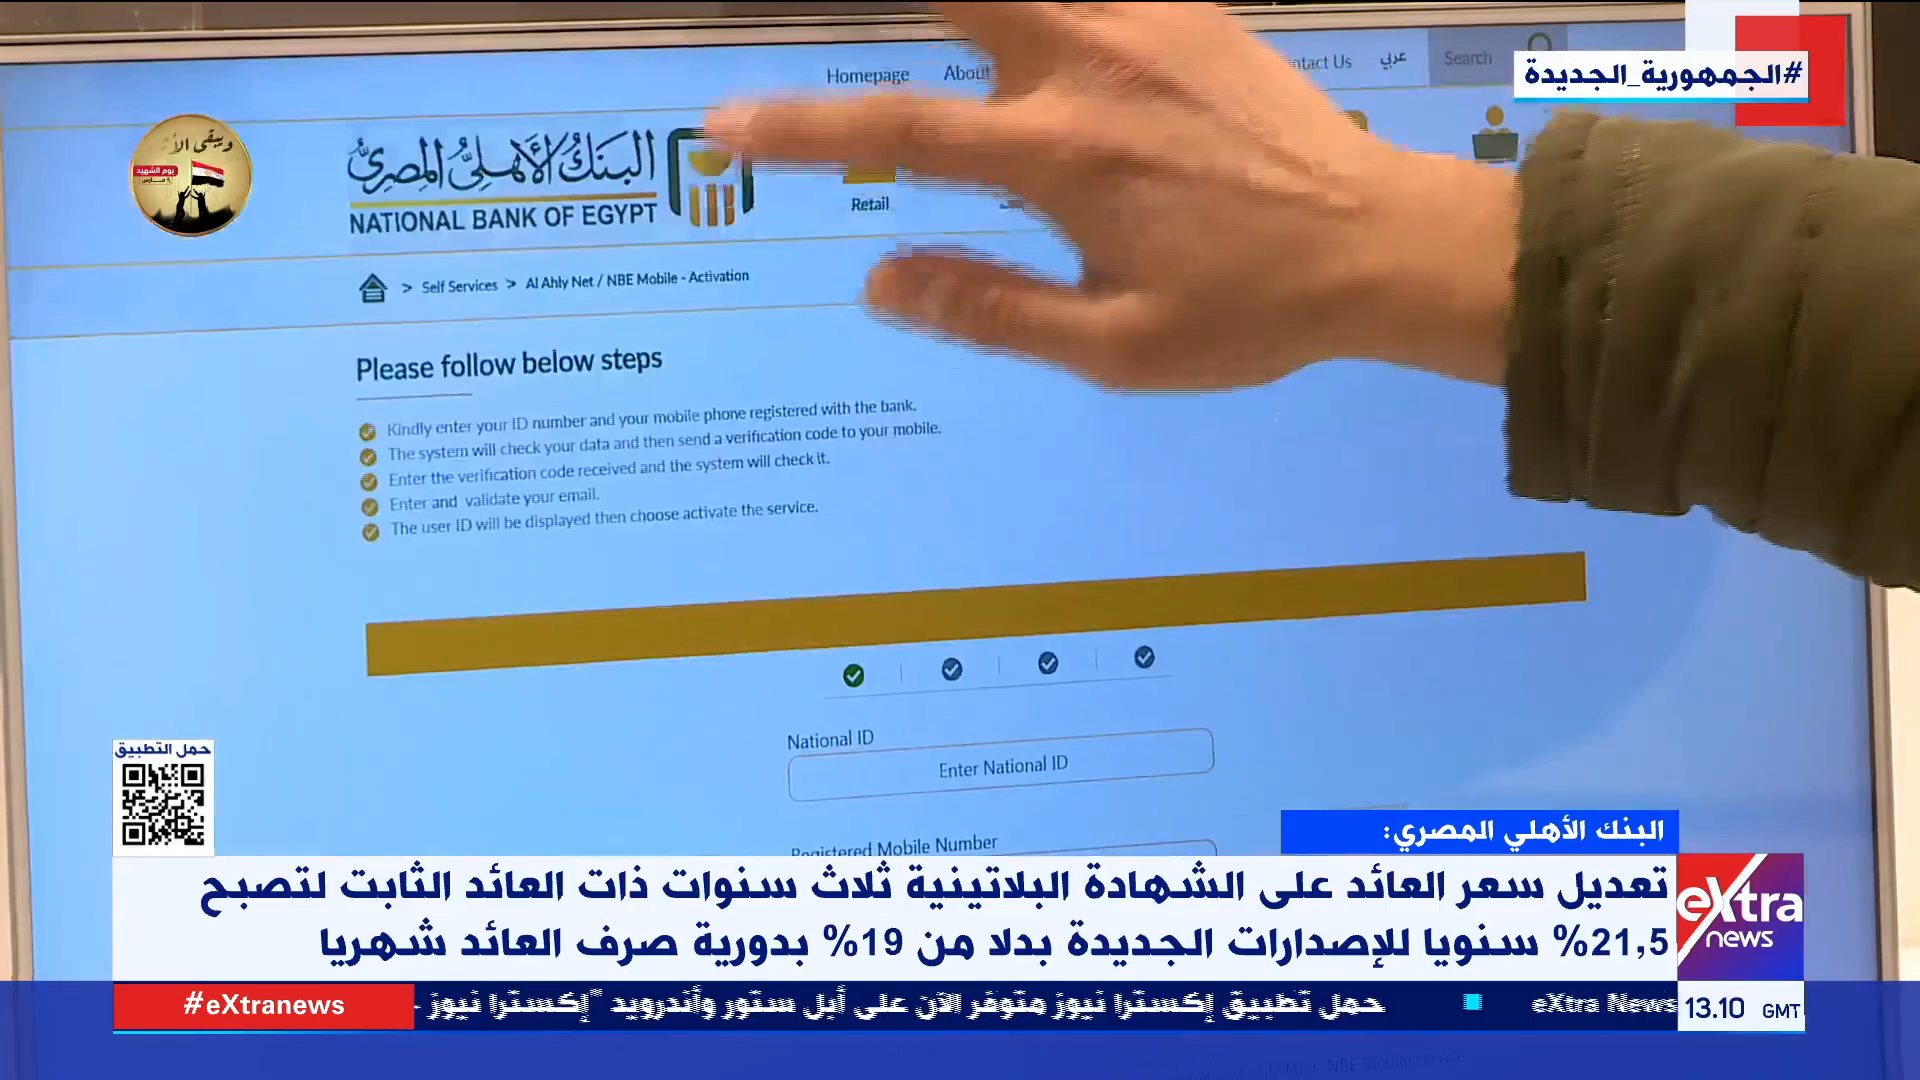 Homepage
About
ntact Us
عربي
Search
#الجمهورية_الجديدة
ويبقى
يوم الشهيد
٩ مارس
البنك الأهلي المصري
NATIONAL BANK OF EGYPT
Retail
> Self Services > Al Ahly Net / NBE Mobile - Activation
Please follow below steps
Kindly enter your ID number and your mobile phone registered with the bank.
The system will check your data and then send a verification code to your mobile.
Enter the verification code received and the system will check it.
Enter and validate your email.
The user ID will be displayed then choose activate the service.
National ID
Enter National ID
Registered Mobile Number
حمل التطبيق
البنك الأهلي المصري:
تعديل سعر العائد على الشهادة البلاتينية ثلاث سنوات ذات العائد الثابت لتصبح
21,5% سنويا للإصدارات الجديدة بدلا من 19% بدورية صرف العائد شهريا
eXtra
news
#eXtranews
حمل تطبيق إكسترا نيوز متوفر الآن على أبل ستور وأندرويد "إكسترا نيوز -
eXtra News
13.10 GMT